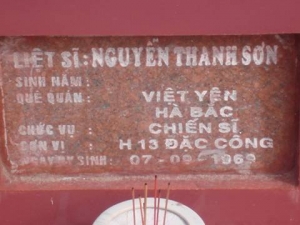 LIỆT SĨ: NGUYỄN THANH SƠN
SINH NĂM :
QUÊ QUÁN : VIỆT YÊN
HÀ BẮC
CHỨC VỤ : CHIẾN SĨ
ĐƠN VỊ : H 13 ĐẶC CÔNG
NGÀY HY SINH: 07-09-1969